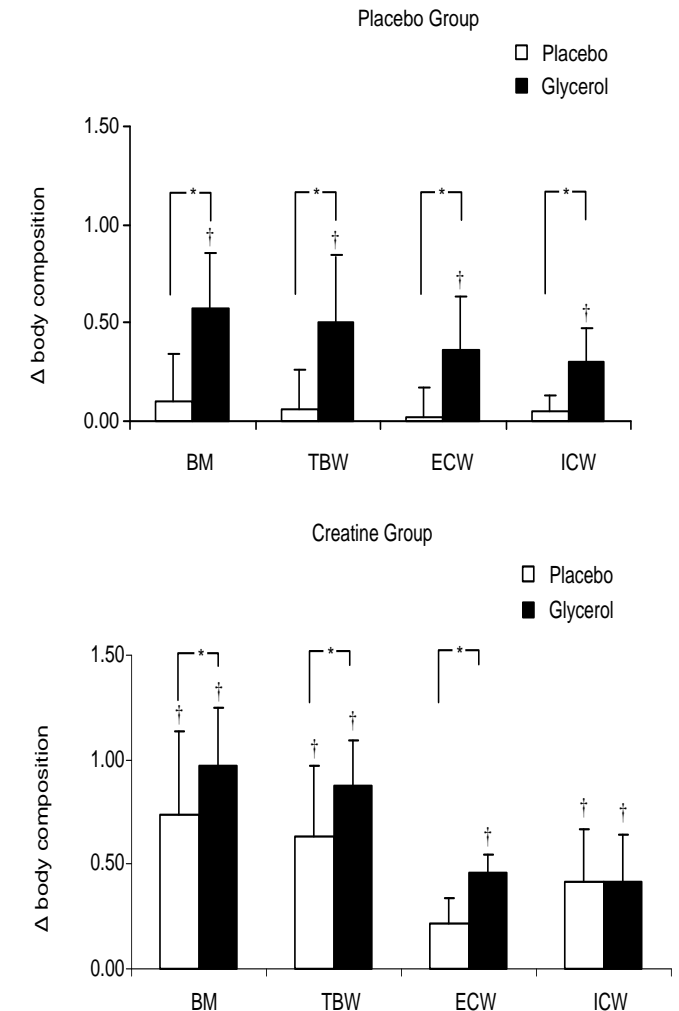 Placebo Group
Placebo
Glycerol
Δ body composition
1.50
1.00
0.50
0.00
* * * *
† † † †
BM TBW ECW ICW
Creatine Group
Placebo
Glycerol
Δ body composition
1.50
1.00
0.50
0.00
* * *
† † † † † † †
BM TBW ECW ICW